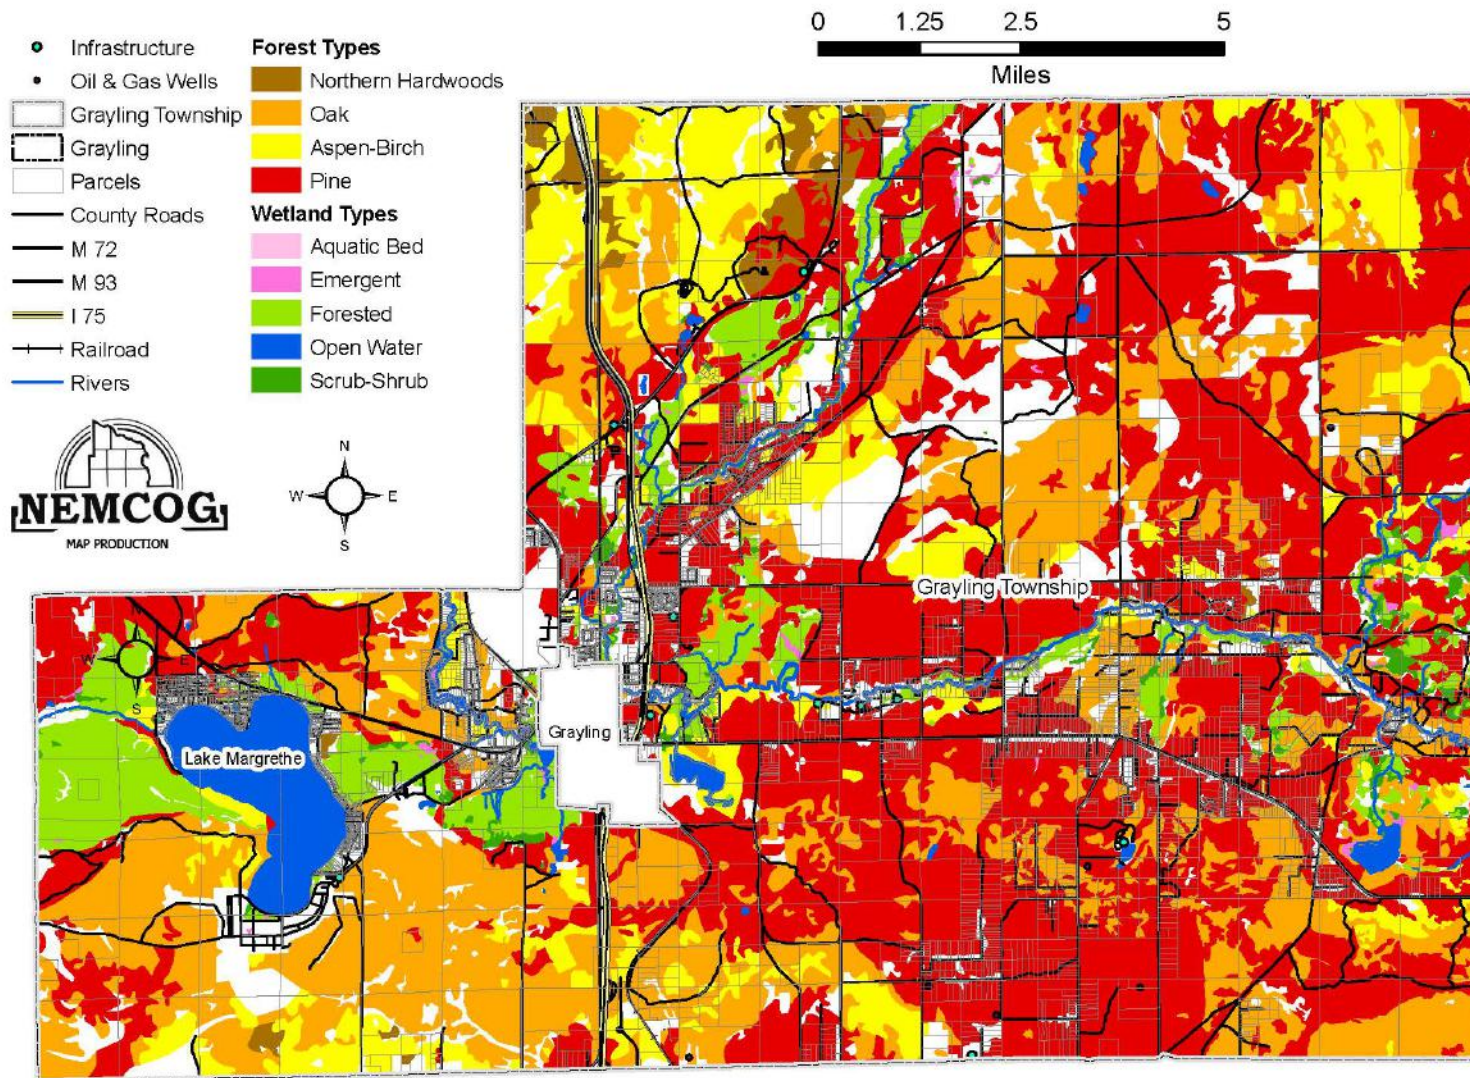 0 1.25 2.5 5
Miles
Infrastructure
Oil & Gas Wells
Grayling Township
Grayling
Parcels
County Roads
M 72
M 93
I 75
Railroad
Rivers
Forest Types
Northern Hardwoods
Oak
Aspen-Birch
Pine
Wetland Types
Aquatic Bed
Emergent
Forested
Open Water
Scrub-Shrub
NEMCOG
MAP PRODUCTION
N
W E
S
Grayling Township
W E
S
Grayling
Lake Margrethe